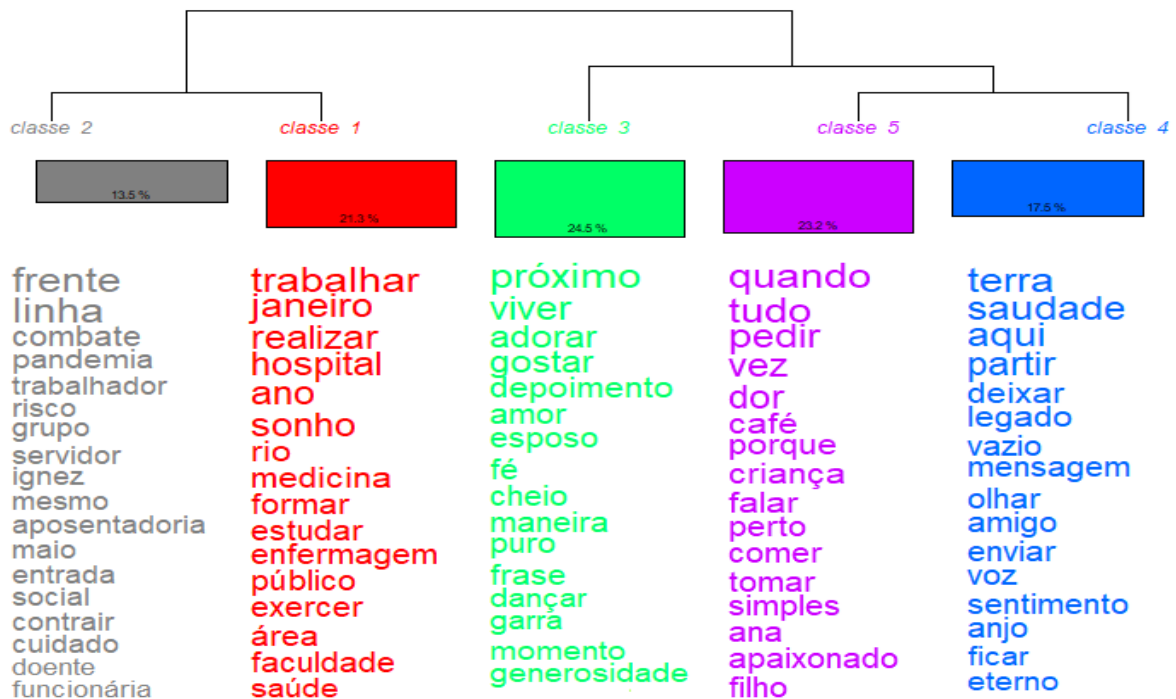 classe 2
classe 1
classe 3
classe 5
classe 4
13.5 %
21.3 %
24.5 %
23.2 %
17.5 %
frente
linha
combate
pandemia
trabalhador
risco
grupo
servidor
ignez
mesmo
aposentadoria
maio
entrada
social
contrair
cuidado
doente
funcionária
trabalhar
janeiro
realizar
hospital
ano
sonho
rio
medicina
formar
estudar
enfermagem
público
exercer
área
faculdade
saúde
próximo
viver
adorar
gostar
depoimento
amor
esposo
fé
cheio
maneira
puro
frase
dançar
garra
momento
generosidade
quando
tudo
pedir
vez
dor
café
porque
criança
falar
perto
comer
tomar
simples
ana
apaixonado
filho
terra
saudade
aqui
partir
deixar
legado
vazio
mensagem
olhar
amigo
enviar
voz
sentimento
anjo
ficar
eterno